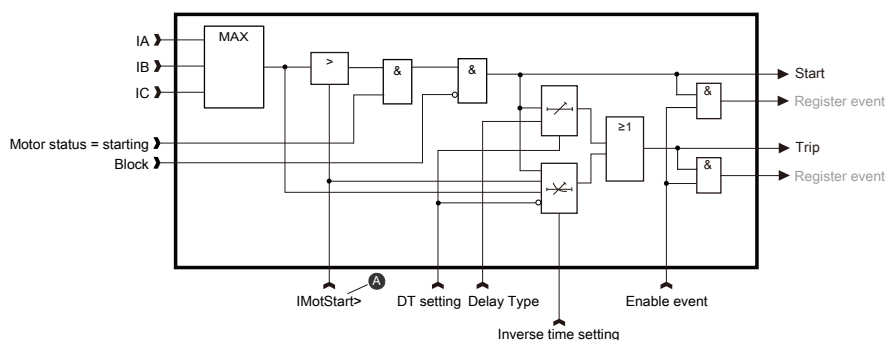 IA
IB
IC
MAX
>
&
&
Start
&
Register event
Motor status = starting
Block
≥1
Trip
&
Register event
IMotStart>
A
DT setting
Delay Type
Enable event
Inverse time setting